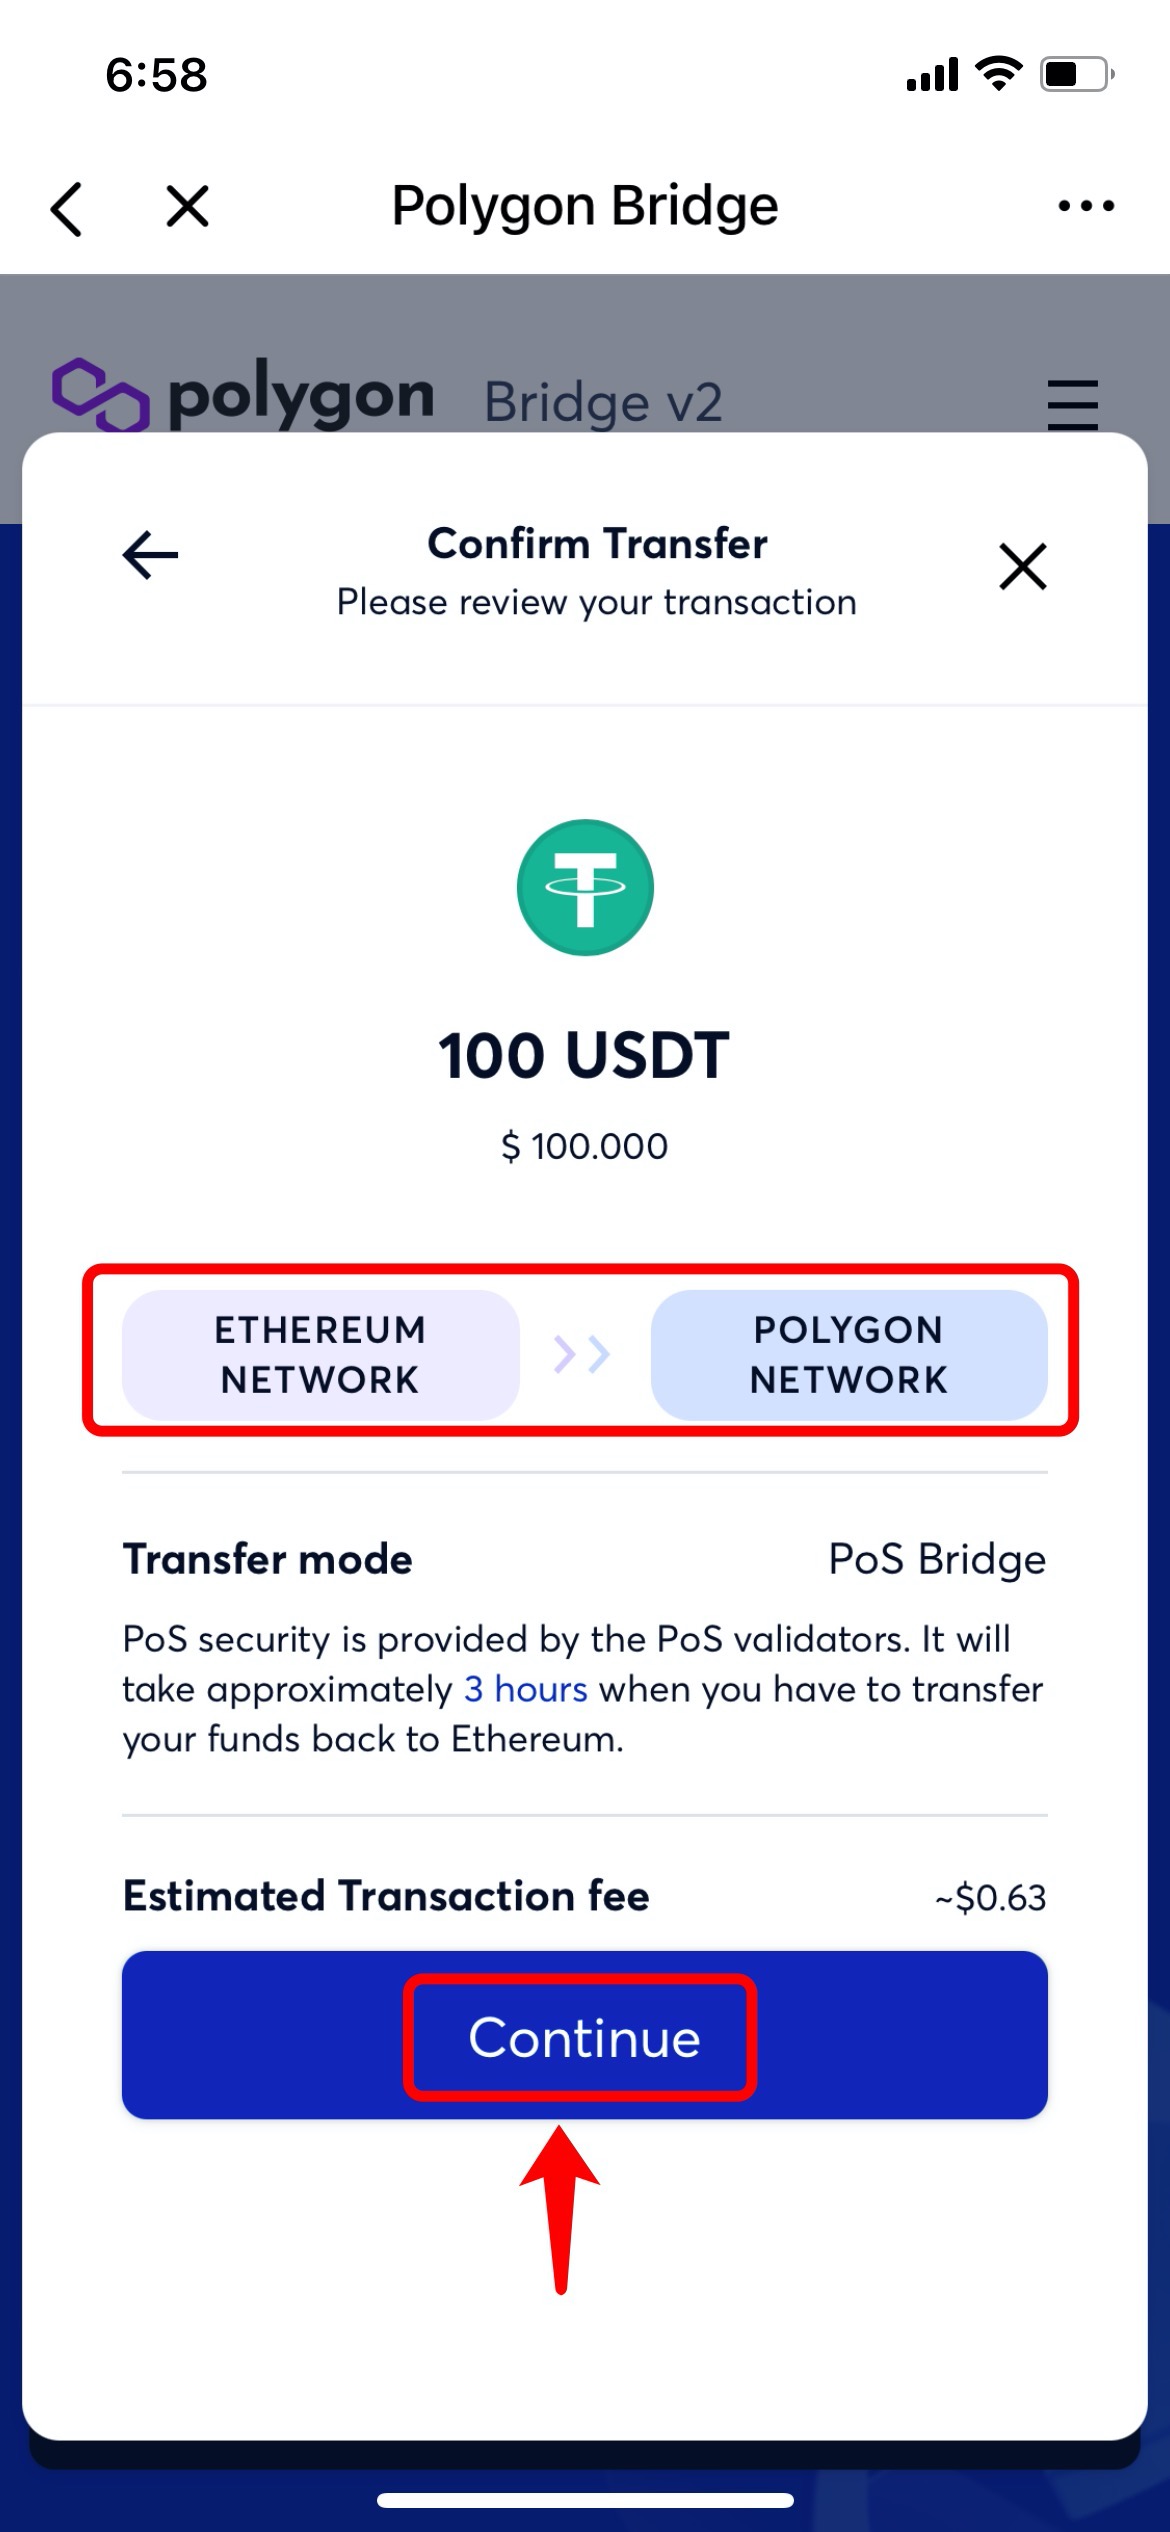 6:58
Polygon Bridge
polygon Bridge v2
Confirm Transfer
Please review your transaction
100 USDT
$ 100.000
ETHEREUM
NETWORK
POLYGON
NETWORK
Transfer mode PoS Bridge
PoS security is provided by the PoS validators. It will
take approximately 3 hours when you have to transfer
your funds back to Ethereum.
Estimated Transaction fee ~$0.63
Continue